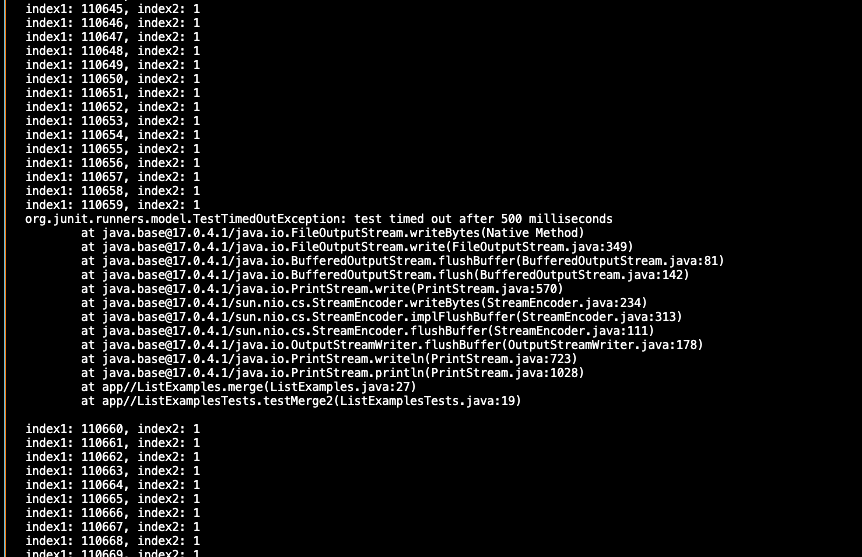 index1: 110645, index2: 1
index1: 110646, index2: 1
index1: 110647, index2: 1
index1: 110648, index2: 1
index1: 110649, index2: 1
index1: 110650, index2: 1
index1: 110651, index2: 1
index1: 110652, index2: 1
index1: 110653, index2: 1
index1: 110654, index2: 1
index1: 110655, index2: 1
index1: 110656, index2: 1
index1: 110657, index2: 1
index1: 110658, index2: 1
index1: 110659, index2: 1
org.junit.runners.model.TestTimedOutException: test timed out after 500 milliseconds
at java.base@17.0.4.1/java.io.FileOutputStream.writeBytes(Native Method)
at java.base@17.0.4.1/java.io.FileOutputStream.write(FileOutputStream.java:349)
at java.base@17.0.4.1/java.io.BufferedOutputStream.flushBuffer(BufferedOutputStream.java:81)
at java.base@17.0.4.1/java.io.BufferedOutputStream.flush(BufferedOutputStream.java:142)
at java.base@17.0.4.1/java.io.PrintStream.write(PrintStream.java:570)
at java.base@17.0.4.1/sun.nio.cs.StreamEncoder.writeBytes(StreamEncoder.java:234)
at java.base@17.0.4.1/sun.nio.cs.StreamEncoder.implFlushBuffer(StreamEncoder.java:313)
at java.base@17.0.4.1/sun.nio.cs.StreamEncoder.flushBuffer(StreamEncoder.java:111)
at java.base@17.0.4.1/java.io.OutputStreamWriter.flushBuffer(OutputStreamWriter.java:178)
at java.base@17.0.4.1/java.io.PrintStream.writeln(PrintStream.java:723)
at java.base@17.0.4.1/java.io.PrintStream.println(PrintStream.java:1028)
at app//ListExamples.merge(ListExamples.java:27)
at app//ListExamplesTests.testMerge2(ListExamplesTests.java:19)
index1: 110660, index2: 1
index1: 110661, index2: 1
index1: 110662, index2: 1
index1: 110663, index2: 1
index1: 110664, index2: 1
index1: 110665, index2: 1
index1: 110666, index2: 1
index1: 110667, index2: 1
index1: 110668, index2: 1
index1: 110669, index2: 1